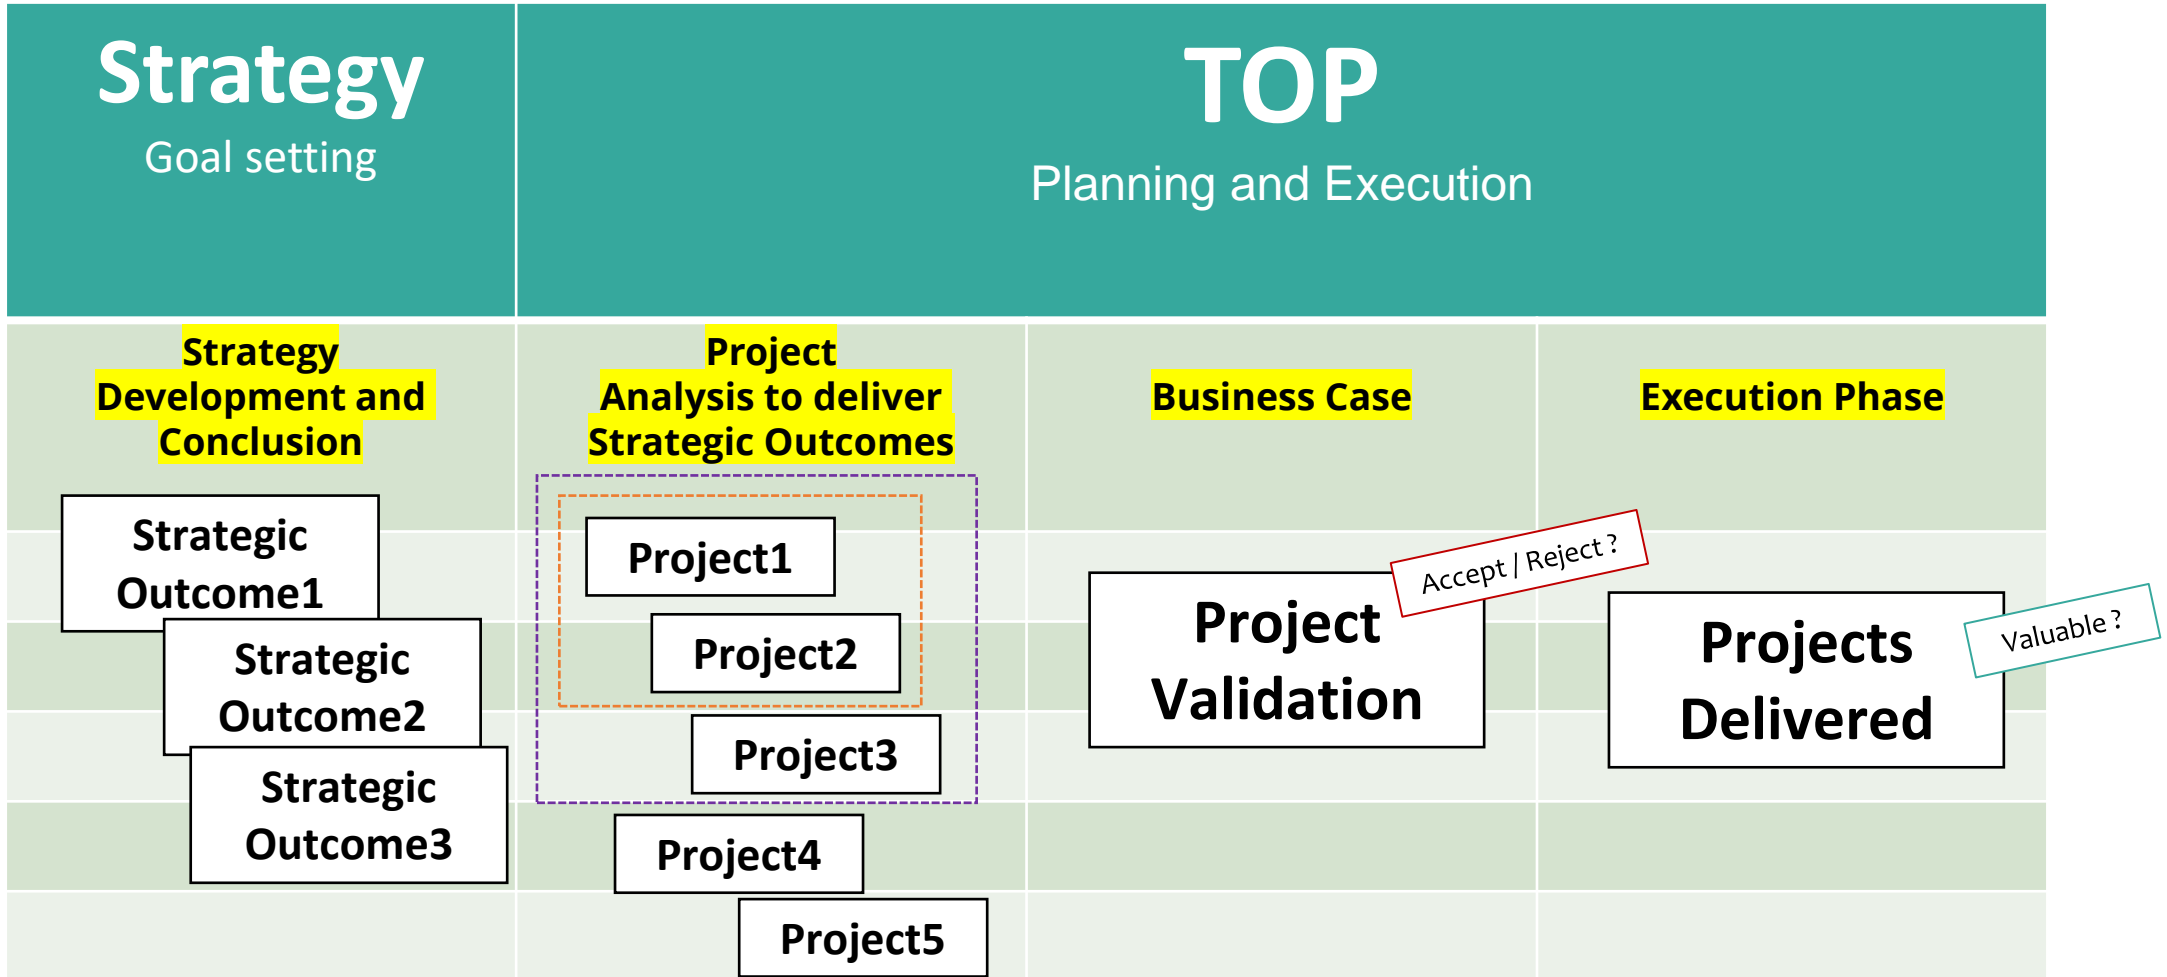 Strategy
Goal setting
TOP
Planning and Execution
Strategy
Development and
Conclusion
Project
Analysis to deliver
Strategic Outcomes
Business Case
Execution Phase
Strategic
Outcome1
Strategic
Outcome2
Strategic
Outcome3
Project1
Project2
Project3
Project4
Project5
Accept / Reject ?
Project
Validation
Valuable ?
Projects
Delivered